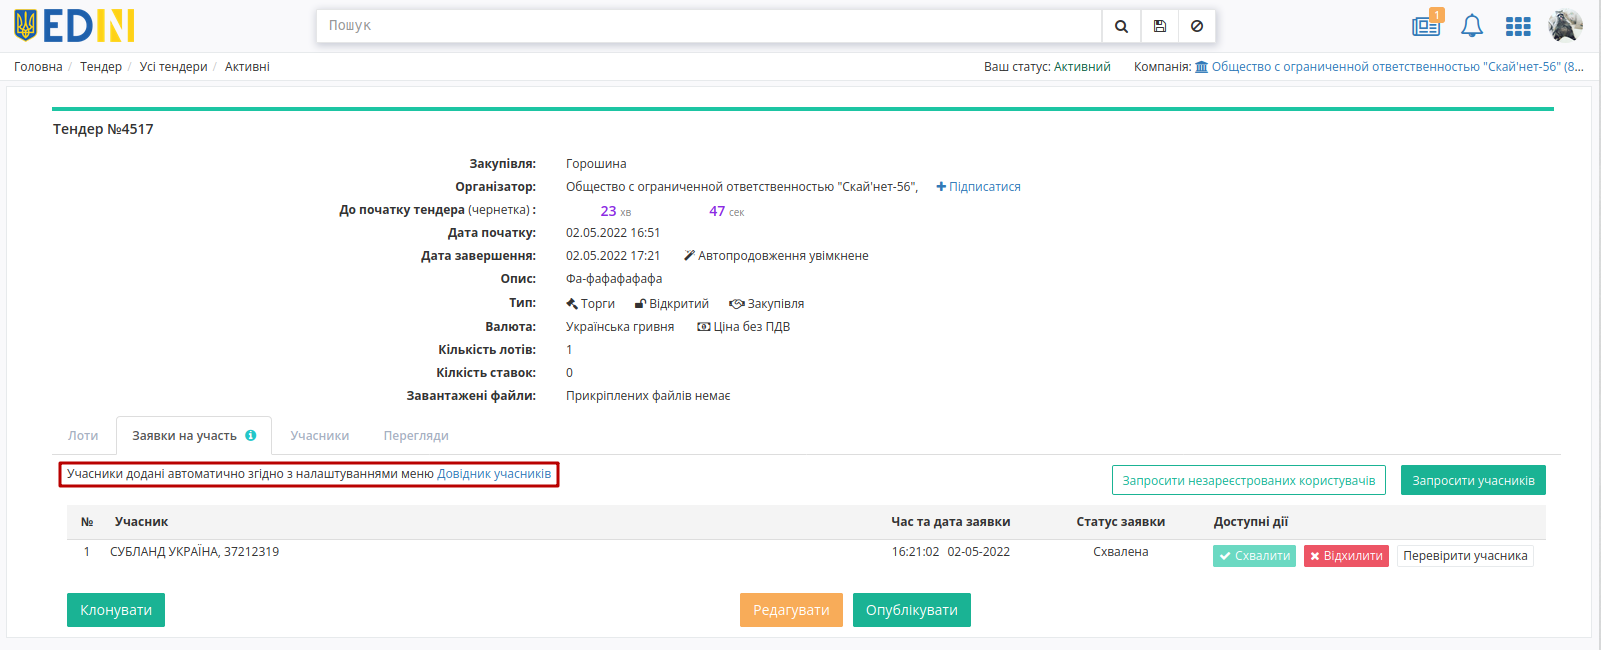 EDIN
Пошук
1
Головна / Тендер / Усі тендери / Активні
Ваш статус: Активний Компанія: Общество с ограниченной ответственностью "Скай'нет-56" (8...
Тендер №4517
Закупівля: Горошина
Організатор: Общество с ограниченной ответственностью "Скай'нет-56", Підписатися
До початку тендера (чернетка) : 23 хв 47 сек
Дата початку: 02.05.2022 16:51
Дата завершення: 02.05.2022 17:21 Автопродовження увімкнене
Опис: Фа-фафафафафа
Тип: Торги Відкритий Закупівля
Валюта: Українська гривня Ціна без ПДВ
Кількість лотів: 1
Кілкість ставок: 0
Завантажені файли: Прикріплених файлів немає
Лоти Заявки на участь Учасники Перегляди
Учасники додані автоматично згідно з налаштуваннями меню Довідник учасників
Запросити незареєстрованих користувачів Запросити учасників
№ Учасник Час та дата заявки Статус заявки Доступні дії
1 СУБЛАНД УКРАЇНА, 37212319 16:21:02 02-05-2022 Схвалена Схвалити Відхилити Перевірити учасника
Клонувати Редагувати Опублікувати